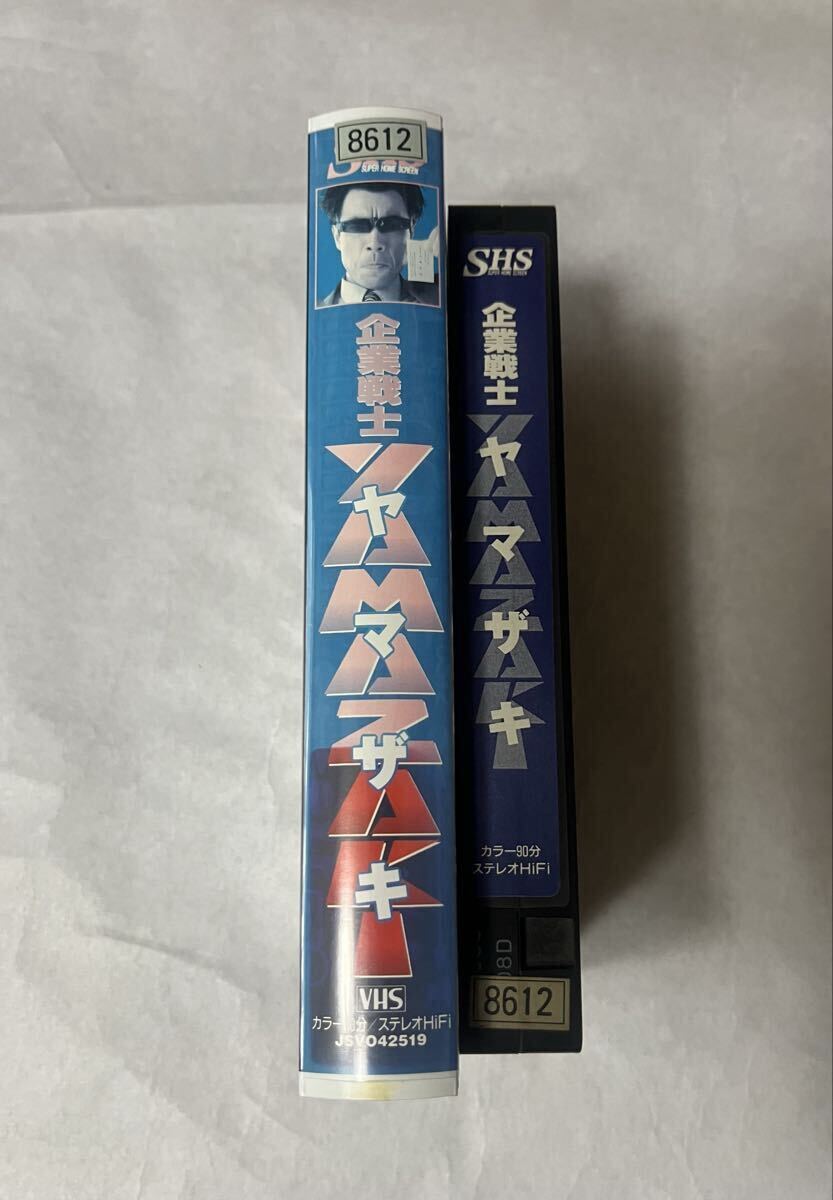 8612
SUPER HOME SCREEN
企業戦士
YAMAZAKI
ヤマザキ
VHS
カラー90分/ステレオHiFi
JSVO42519
SHS
SUPER HOME SCREEN
企業戦士
YAMAZAKI
ヤマザキ
カラー90分
ステレオHiFi
8612